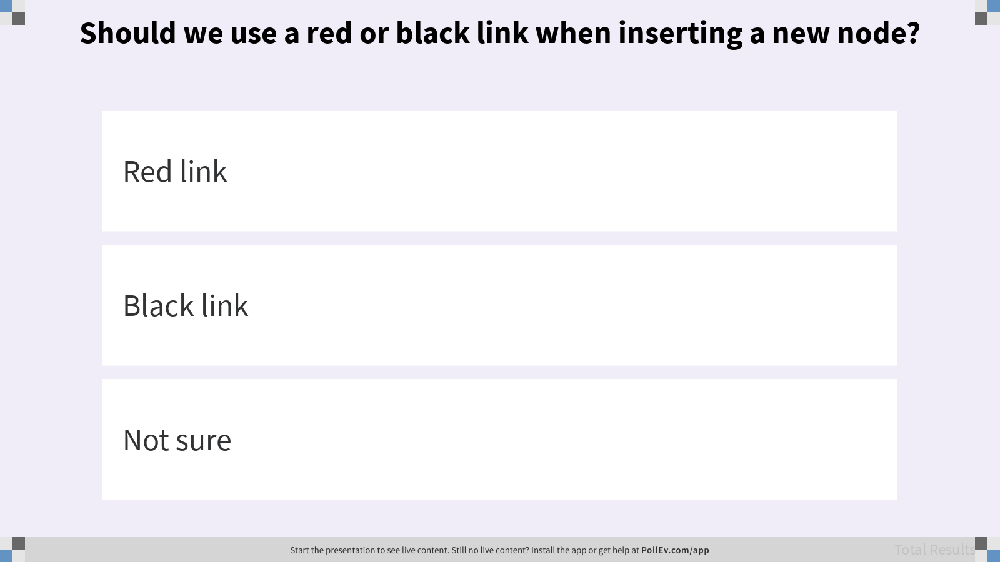 Should we use a red or black link when inserting a new node?
Red link
Black link
Not sure
Start the presentation to see live content. Still no live content? Install the app or get help at PollEv.com/app
Total Results